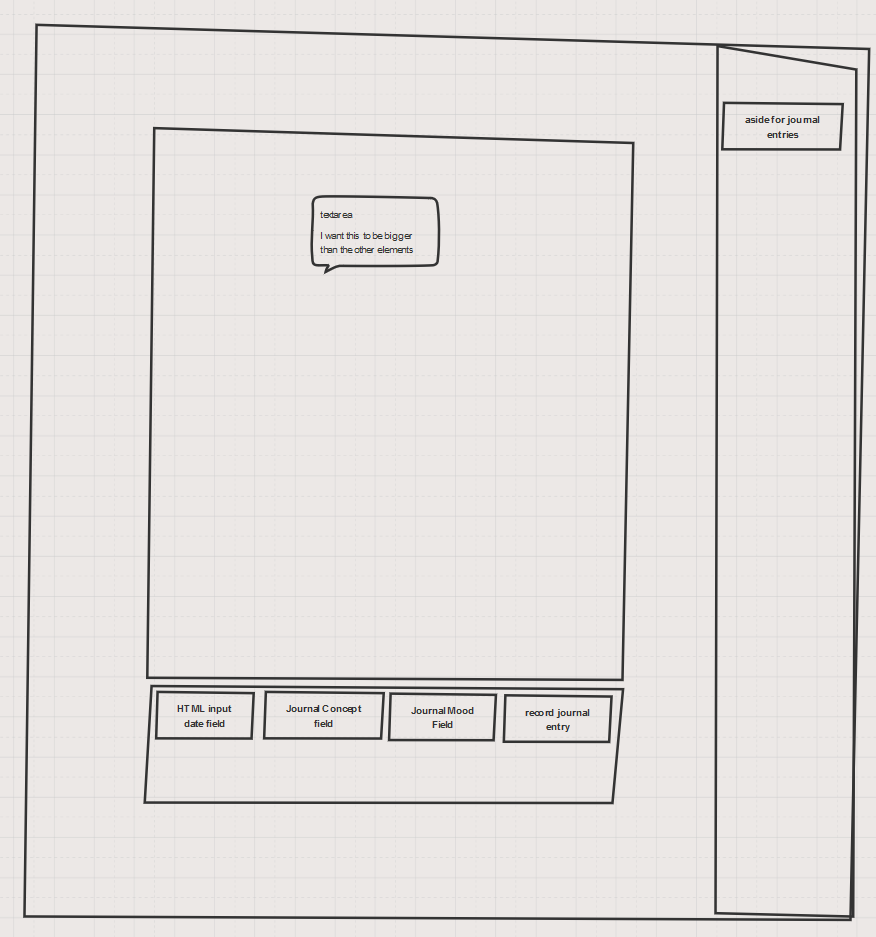 aside for journal
entries
textarea
I want this to be bigger
than the other elements
HTML input
date field
Journal Concept
field
Journal Mood
Field
record journal
entry